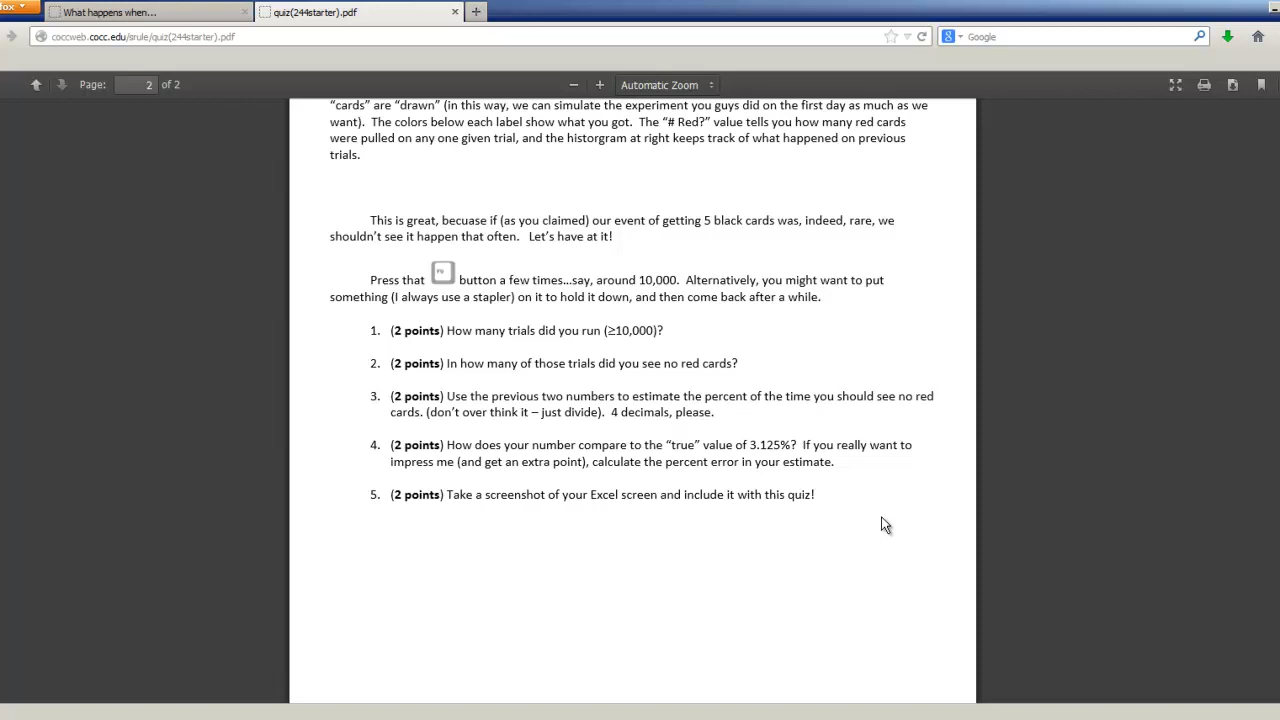 fox
What happens when...
quiz(244starter).pdf
coccweb.cocc.edu/srule/quiz(244starter).pdf
Google
Page: 2 of 2
Automatic Zoom
"cards" are "drawn" (in this way, we can simulate the experiment you guys did on the first day as much as we
want). The colors below each label show what you got. The "# Red?" value tells you how many red cards
were pulled on any one given trial, and the historgram at right keeps track of what happened on previous
trials.
This is great, becuase if (as you claimed) our event of getting 5 black cards was, indeed, rare, we
shouldn't see it happen that often. Let's have at it!
Press that F9 button a few times...say, around 10,000. Alternatively, you might want to put
something (I always use a stapler) on it to hold it down, and then come back after a while.
1. (2 points) How many trials did you run (≥10,000)?
2. (2 points) In how many of those trials did you see no red cards?
3. (2 points) Use the previous two numbers to estimate the percent of the time you should see no red
cards. (don't over think it – just divide). 4 decimals, please.
4. (2 points) How does your number compare to the "true" value of 3.125%? If you really want to
impress me (and get an extra point), calculate the percent error in your estimate.
5. (2 points) Take a screenshot of your Excel screen and include it with this quiz!